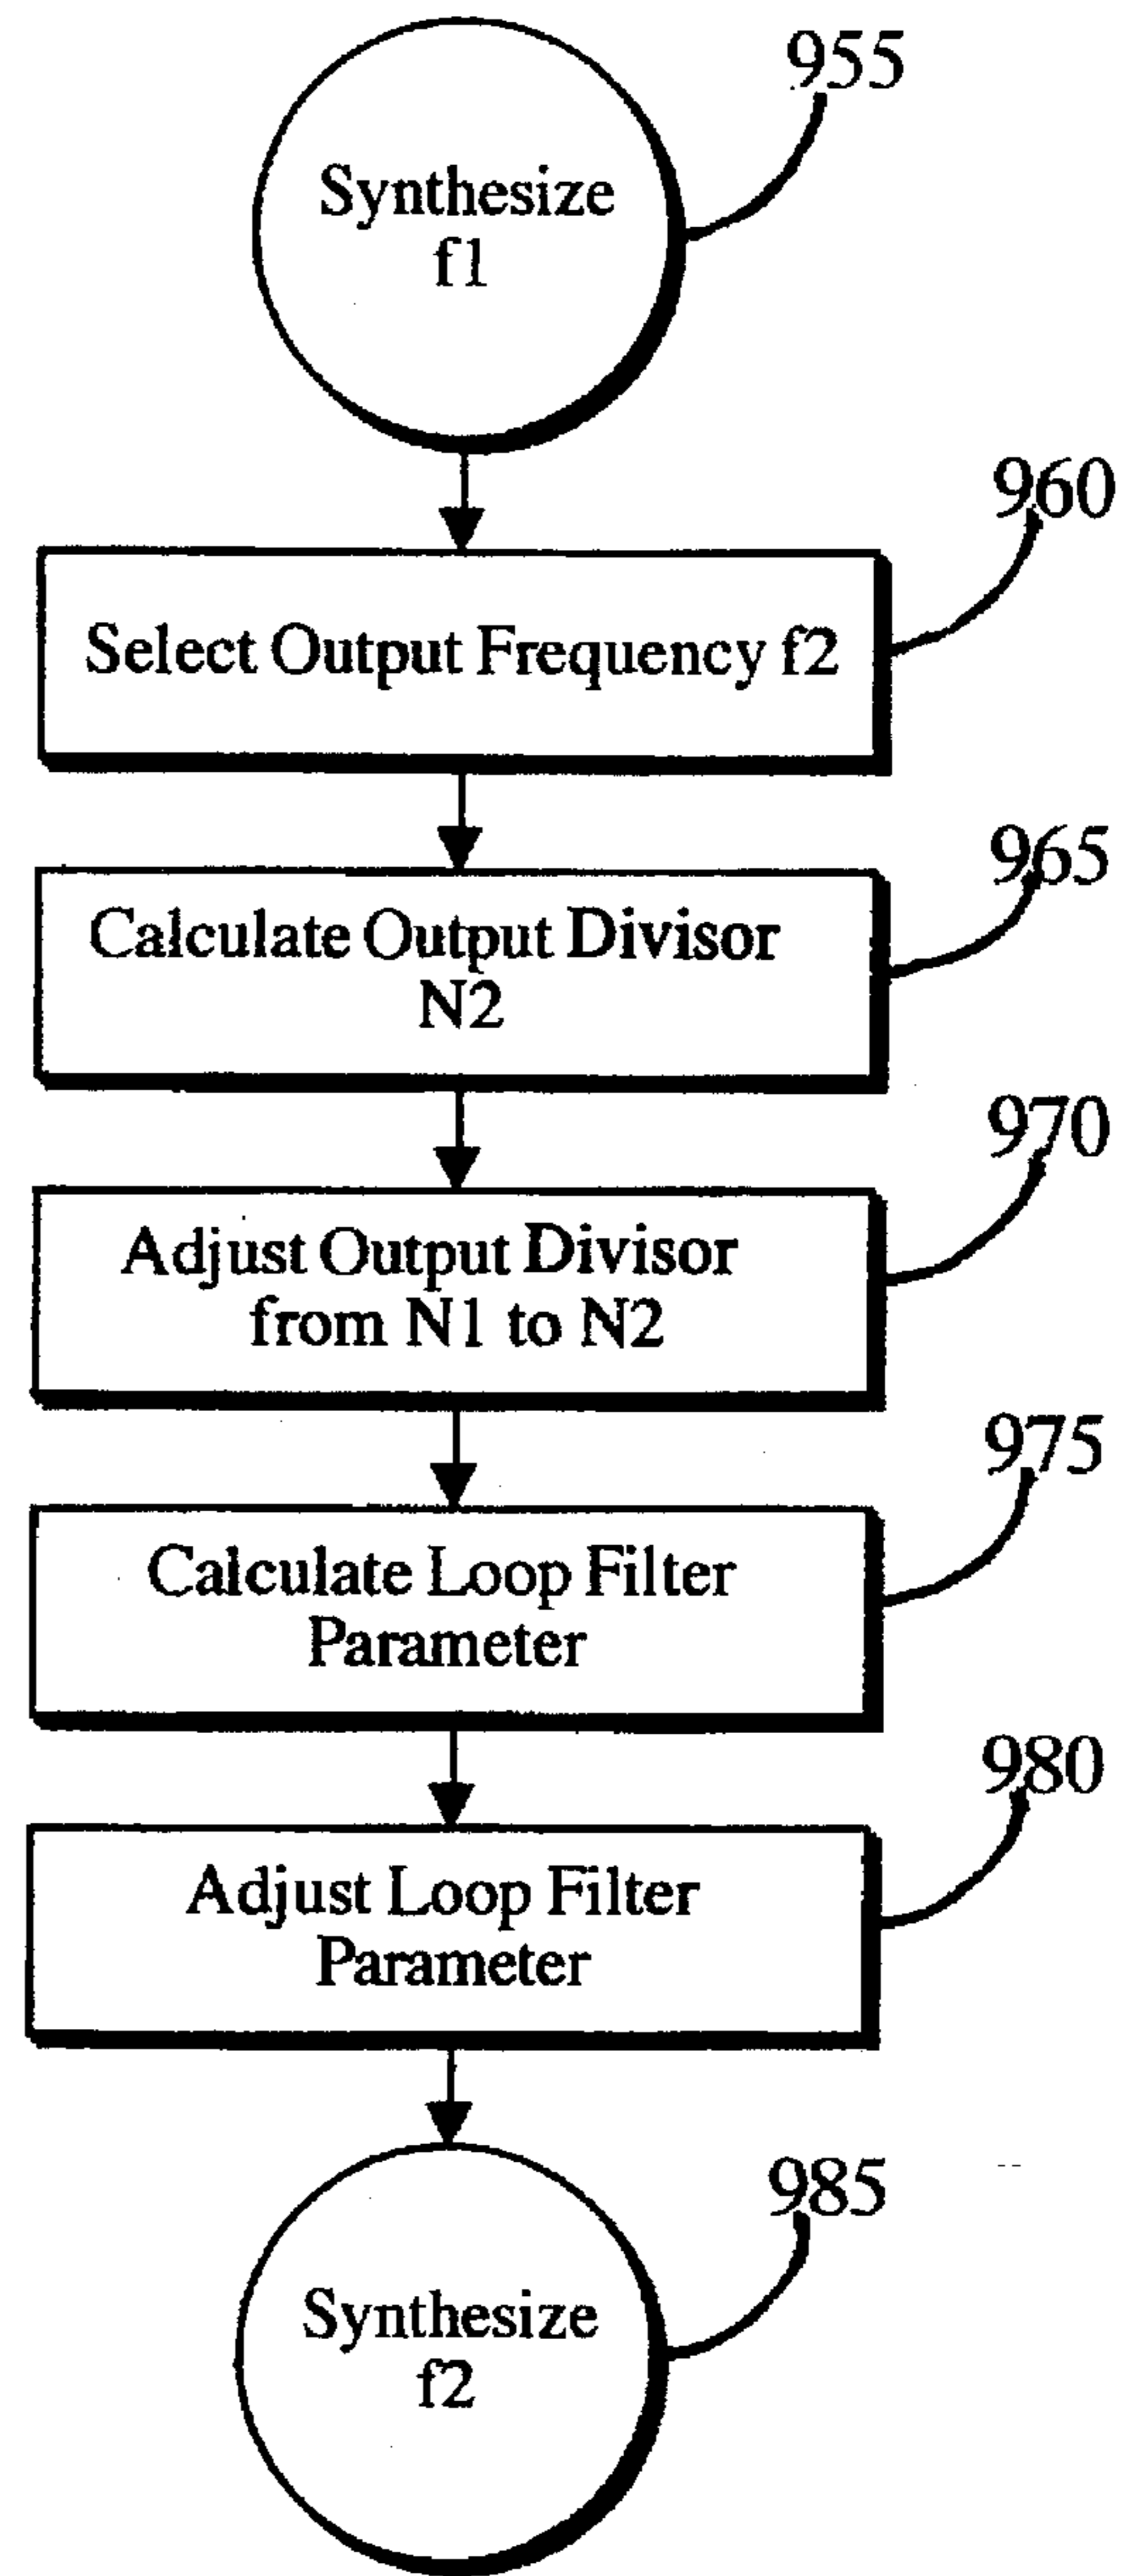 955
Synthesize
f1
960
Select Output Frequency f2
965
Calculate Output Divisor
N2
970
Adjust Output Divisor
from N1 to N2
975
Calculate Loop Filter
Parameter
980
Adjust Loop Filter
Parameter
985
Synthesize
f2